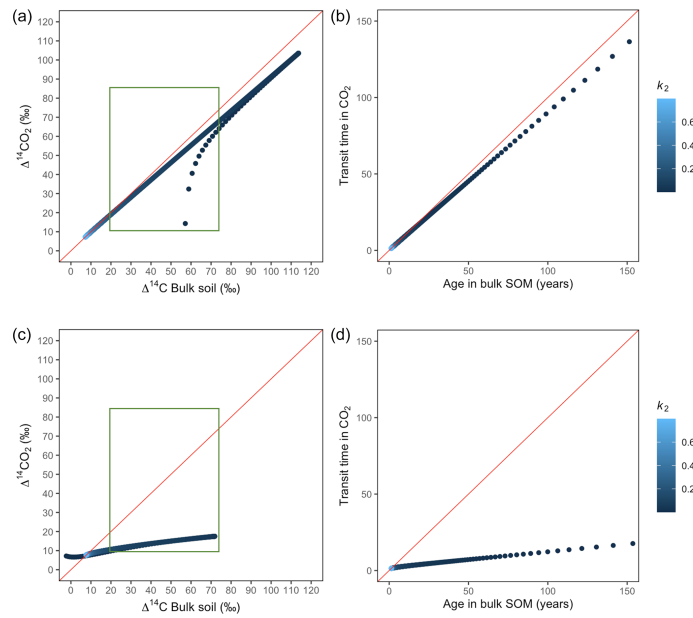 (a)
120
110
100
90
80
70
60
50
40
30
20
10
0
Δ¹⁴CO₂ (‰)
0 10 20 30 40 50 60 70 80 90 100 110 120
Δ¹⁴C Bulk soil (‰)
(b)
150
100
50
0
Transit time in CO₂
0 50 100 150
Age in bulk SOM (years)
k₂
0.6
0.4
0.2
(c)
120
110
100
90
80
70
60
50
40
30
20
10
0
Δ¹⁴CO₂ (‰)
0 10 20 30 40 50 60 70 80 90 100 110 120
Δ¹⁴C Bulk soil (‰)
(d)
150
100
50
0
Transit time in CO₂
0 50 100 150
Age in bulk SOM (years)
k₂
0.6
0.4
0.2